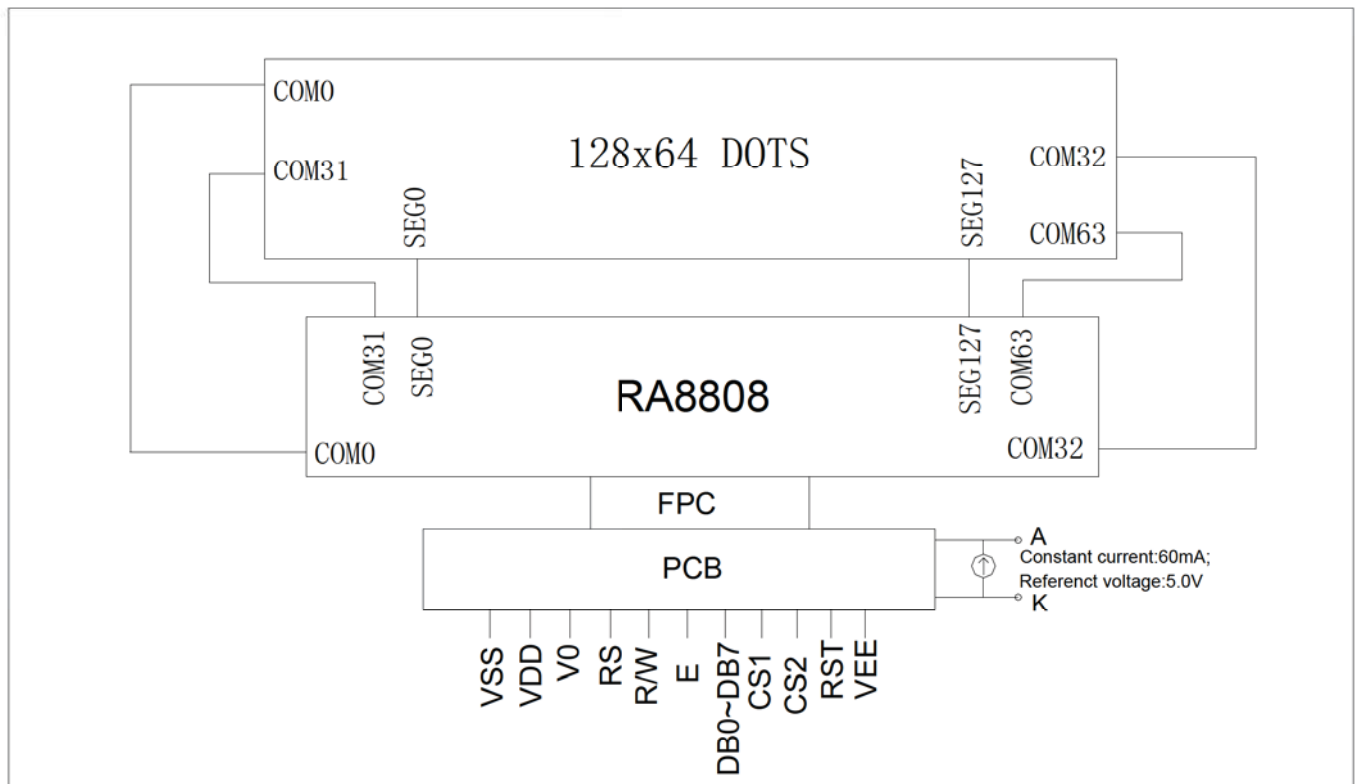 COM0
128x64 DOTS
COM31
COM32
SEG0
SEG127
COM63
COM31
SEG0
SEG127
COM63
RA8808
COM0
COM32
FPC
PCB
A
Constant current:60mA;
Referenct voltage:5.0V
K
VSS
VDD
V0
RS
R/W
E
DB0~DB7
CS1
CS2
RST
VEE